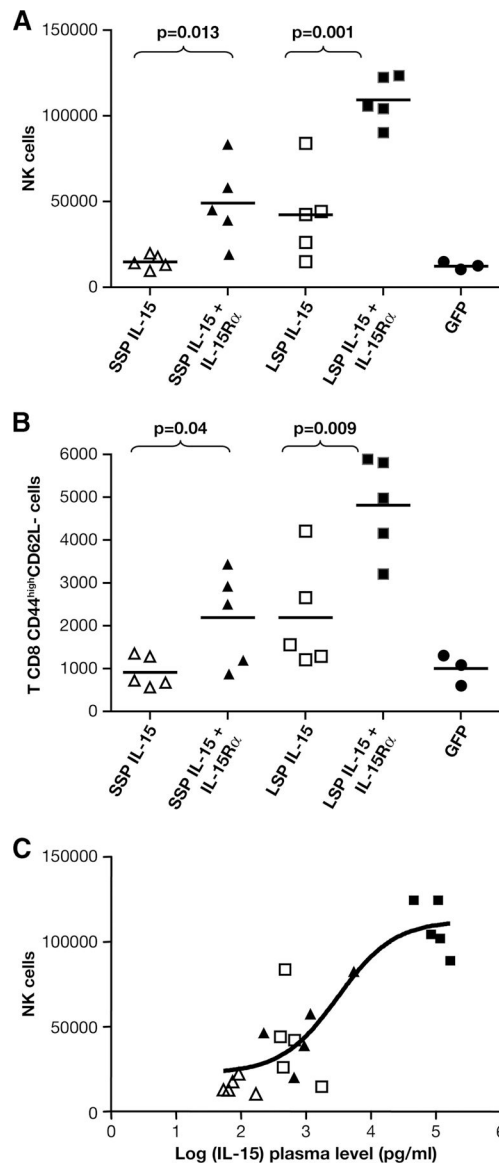 A
p=0.013
p=0.001
150000
100000
50000
0
NK cells
SSP IL-15
SSP IL-15 +
IL-15Rα
LSP IL-15
LSP IL-15 +
IL-15Rα
GFP
B
p=0.04
p=0.009
6000
5000
4000
3000
2000
1000
0
T CD8 CD44highCD62L- cells
SSP IL-15
SSP IL-15 +
IL-15Rα
LSP IL-15
LSP IL-15 +
IL-15Rα
GFP
C
150000
100000
50000
0
NK cells
0 1 2 3 4 5 6
Log (IL-15) plasma level (pg/ml)